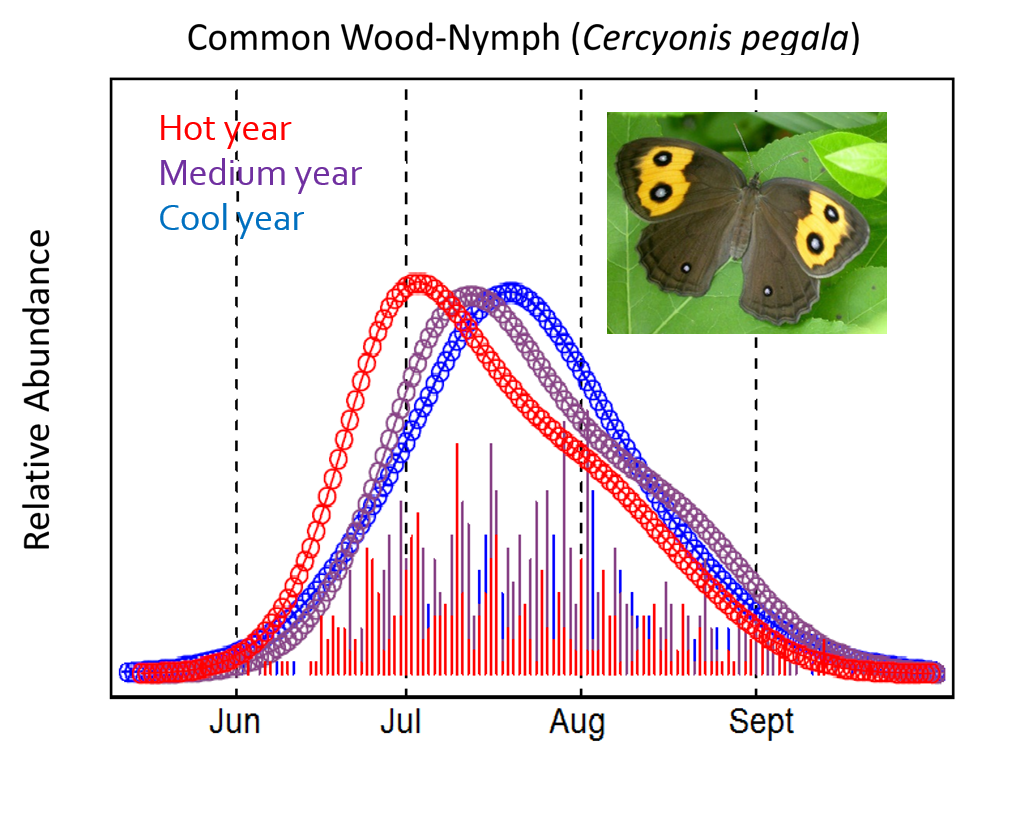 Common Wood-Nymph (Cercyonis pegala)
Hot year
Medium year
Cool year
Relative Abundance
Jun Jul Aug Sept